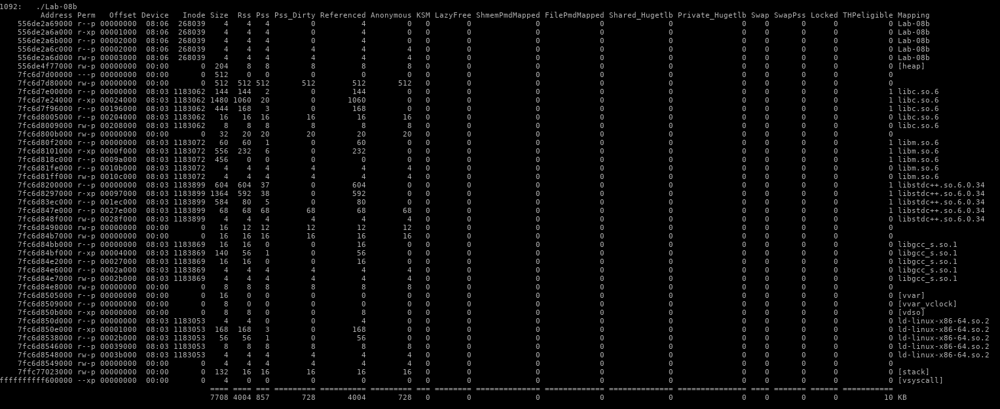 1092:   ./Lab-08b
Address Perm Offset Device Inode Size Rss Pss Pss_Dirty Referenced Anonymous KSM LazyFree ShmemPmdMapped FilePmdMapped Shared_Hugetlb Private_Hugetlb Swap SwapPss Locked THPeligible Mapping
556de2a69000 r--p 00000000 08:06 268039 4 4 4 0 4 0 0 0 0 0 0 0 0 0 0 0 Lab-08b
556de2a6a000 r-xp 00001000 08:06 268039 4 4 4 0 4 0 0 0 0 0 0 0 0 0 0 0 Lab-08b
556de2a6b000 r--p 00002000 08:06 268039 4 4 4 0 4 0 0 0 0 0 0 0 0 0 0 0 Lab-08b
556de2a6c000 r--p 00002000 08:06 268039 4 4 4 4 4 4 0 0 0 0 0 0 0 0 0 0 Lab-08b
556de2a6d000 rw-p 00003000 08:06 268039 4 4 4 4 4 4 0 0 0 0 0 0 0 0 0 0 Lab-08b
556de4f77000 rw-p 00000000 00:00 0 204 8 8 8 8 8 0 0 0 0 0 0 0 0 0 0 [heap]
7fc6d7d00000 ---p 00000000 00:00 0 512 0 0 0 0 0 0 0 0 0 0 0 0 0 0 0
7fc6d7d80000 rw-p 00000000 00:00 0 512 512 512 512 512 512 0 0 0 0 0 0 0 0 0 0
7fc6d7e00000 r--p 00000000 08:03 1183062 144 144 2 0 144 0 0 0 0 0 0 0 0 0 0 1 libc.so.6
7fc6d7e24000 r-xp 00024000 08:03 1183062 1480 1060 20 0 1060 0 0 0 0 0 0 0 0 0 0 1 libc.so.6
7fc6d7f96000 r--p 00196000 08:03 1183062 444 168 3 0 168 0 0 0 0 0 0 0 0 0 0 1 libc.so.6
7fc6d8005000 r--p 00204000 08:03 1183062 16 16 16 16 16 16 0 0 0 0 0 0 0 0 0 0 libc.so.6
7fc6d8009000 rw-p 00208000 08:03 1183062 8 8 8 8 8 8 0 0 0 0 0 0 0 0 0 0 libc.so.6
7fc6d800b000 rw-p 00000000 00:00 0 32 20 20 20 20 20 0 0 0 0 0 0 0 0 0 0
7fc6d80f2000 r--p 00000000 08:03 1183072 60 60 1 0 60 0 0 0 0 0 0 0 0 0 0 1 libm.so.6
7fc6d8101000 r-xp 0000f000 08:03 1183072 556 232 6 0 232 0 0 0 0 0 0 0 0 0 0 1 libm.so.6
7fc6d818c000 r--p 0009a000 08:03 1183072 456 0 0 0 0 0 0 0 0 0 0 0 0 0 0 1 libm.so.6
7fc6d81fe000 r--p 0010b000 08:03 1183072 4 4 4 4 4 4 0 0 0 0 0 0 0 0 0 0 libm.so.6
7fc6d81ff000 rw-p 0010c000 08:03 1183072 4 4 4 4 4 4 0 0 0 0 0 0 0 0 0 0 libm.so.6
7fc6d8200000 r--p 00000000 08:03 1183899 604 604 37 0 604 0 0 0 0 0 0 0 0 0 0 1 libstdc++.so.6.0.34
7fc6d8297000 r-xp 00097000 08:03 1183899 1364 592 38 0 592 0 0 0 0 0 0 0 0 0 0 1 libstdc++.so.6.0.34
7fc6d83ec000 r--p 001ec000 08:03 1183899 584 80 5 0 80 0 0 0 0 0 0 0 0 0 0 1 libstdc++.so.6.0.34
7fc6d847e000 r--p 0027e000 08:03 1183899 68 68 68 68 68 68 0 0 0 0 0 0 0 0 0 1 libstdc++.so.6.0.34
7fc6d848f000 rw-p 0028f000 08:03 1183899 4 4 4 4 4 4 0 0 0 0 0 0 0 0 0 0 libstdc++.so.6.0.34
7fc6d8490000 rw-p 00000000 00:00 0 16 12 12 12 12 12 0 0 0 0 0 0 0 0 0 0
7fc6d84b7000 rw-p 00000000 00:00 0 16 16 16 16 16 16 0 0 0 0 0 0 0 0 0 0
7fc6d84bb000 r--p 00000000 08:03 1183869 16 16 0 0 16 0 0 0 0 0 0 0 0 0 0 0 libgcc_s.so.1
7fc6d84bf000 r-xp 00004000 08:03 1183869 140 56 1 0 56 0 0 0 0 0 0 0 0 0 0 0 libgcc_s.so.1
7fc6d84e2000 r--p 00027000 08:03 1183869 16 16 0 0 16 0 0 0 0 0 0 0 0 0 0 0 libgcc_s.so.1
7fc6d84e6000 r--p 0002a000 08:03 1183869 4 4 4 4 4 4 0 0 0 0 0 0 0 0 0 0 libgcc_s.so.1
7fc6d84e7000 rw-p 0002b000 08:03 1183869 4 4 4 4 4 4 0 0 0 0 0 0 0 0 0 0 libgcc_s.so.1
7fc6d84e8000 rw-p 00000000 00:00 0 8 8 8 8 8 8 0 0 0 0 0 0 0 0 0 0
7fc6d8505000 r--p 00000000 00:00 0 16 0 0 0 0 0 0 0 0 0 0 0 0 0 0 0 [vvar]
7fc6d8509000 r--p 00000000 00:00 0 8 0 0 0 0 0 0 0 0 0 0 0 0 0 0 0 [vvar_vclock]
7fc6d850b000 r-xp 00000000 00:00 0 8 8 0 0 8 0 0 0 0 0 0 0 0 0 0 0 [vdso]
7fc6d850d000 r--p 00000000 08:03 1183053 4 4 0 0 4 0 0 0 0 0 0 0 0 0 0 0 ld-linux-x86-64.so.2
7fc6d850e000 r-xp 00001000 08:03 1183053 168 168 3 0 168 0 0 0 0 0 0 0 0 0 0 0 ld-linux-x86-64.so.2
7fc6d8538000 r--p 0002b000 08:03 1183053 56 56 1 0 56 0 0 0 0 0 0 0 0 0 0 0 ld-linux-x86-64.so.2
7fc6d8546000 r--p 00039000 08:03 1183053 8 8 8 8 8 8 0 0 0 0 0 0 0 0 0 0 ld-linux-x86-64.so.2
7fc6d8548000 rw-p 0003b000 08:03 1183053 4 4 4 4 4 4 0 0 0 0 0 0 0 0 0 0 ld-linux-x86-64.so.2
7fc6d8549000 rw-p 00000000 00:00 0 4 4 4 4 4 4 0 0 0 0 0 0 0 0 0 0
7ffc77023000 rw-p 00000000 00:00 0 132 16 16 16 16 16 0 0 0 0 0 0 0 0 0 0 [stack]
ffffffffff600000 --xp 00000000 00:00 0 4 0 0 0 0 0 0 0 0 0 0 0 0 0 0 0 [vsyscall]
==== ==== === ========= ========== ========= === ======== ============== ============= ============== =============== ==== ======= ====== ===========
7708 4004 857 728 4004 728 0 0 0 0 0 0 0 0 0 10 KB